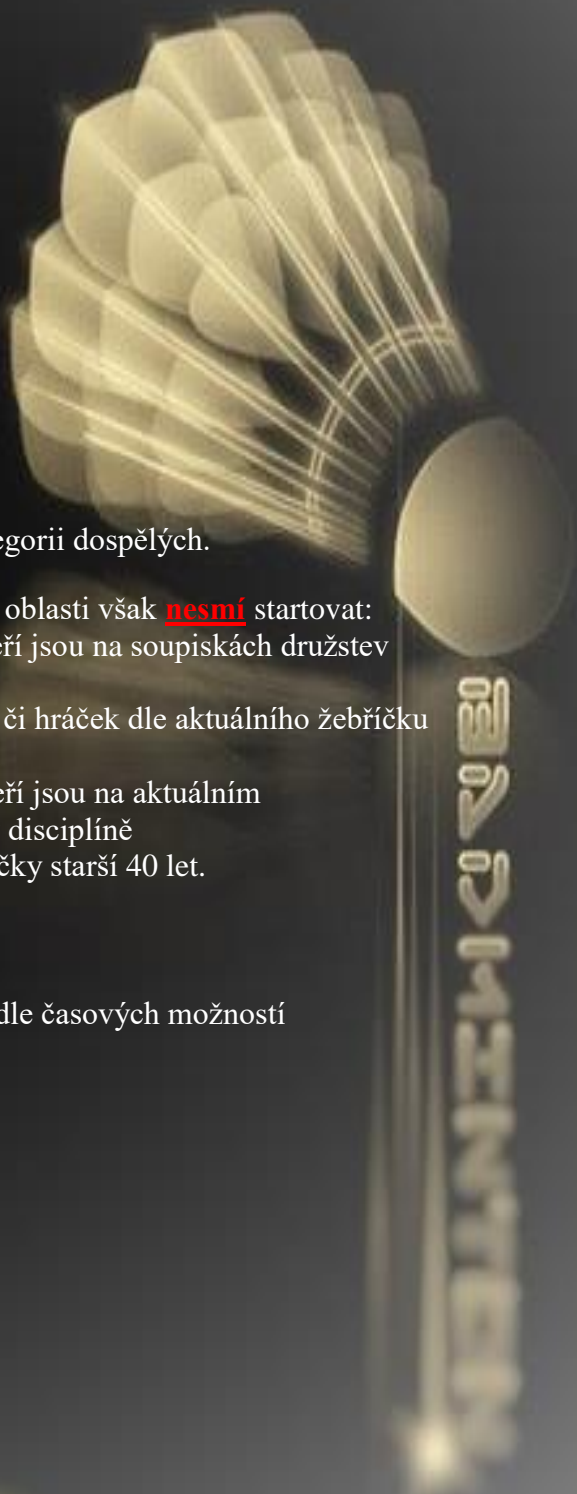 egorii dospělých.
oblasti však nesmí startovat:
eří jsou na soupiskách družstev
či hráček dle aktuálního žebříčku
eří jsou na aktuálním
disciplíně
čky starší 40 let.
dle časových možností